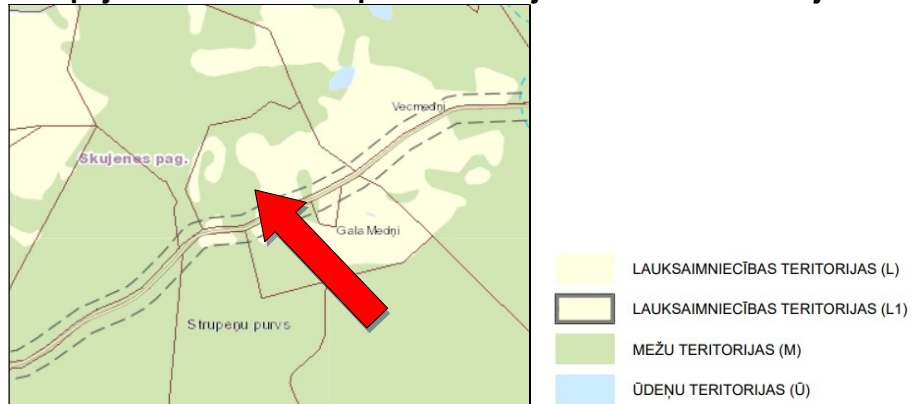 Vecmedņi
Skujenes pag.
Gala Medņi
Strupeņu purvs
LAUKSAIMNIECĪBAS TERITORIJAS (L)
LAUKSAIMNIECĪBAS TERITORIJAS (L1)
MEŽU TERITORIJAS (M)
ŪDEŅU TERITORIJAS (Ū)